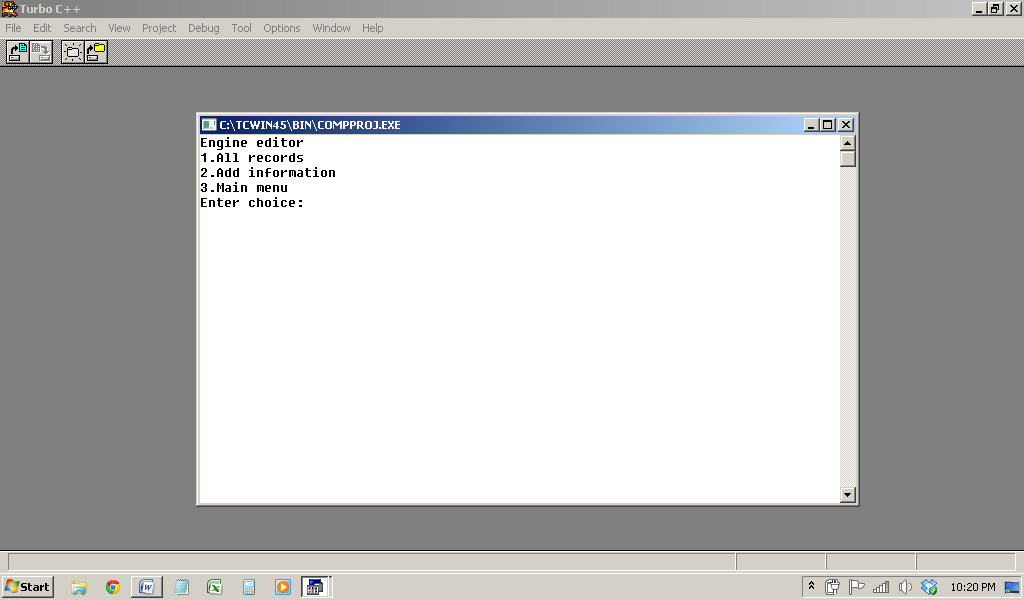 Turbo C++
File Edit Search View Project Debug Tool Options Window Help
C:\TCWIN45\BIN\COMPPROJ.EXE
Engine editor
1.All records
2.Add information
3.Main menu
Enter choice:
Start
10:20 PM